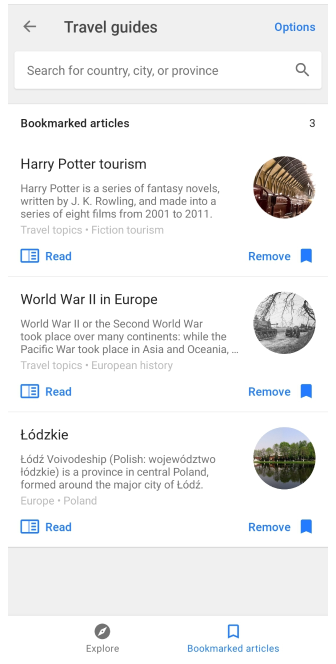 Travel guides
Options
Search for country, city, or province
Bookmarked articles
3
Harry Potter tourism
Harry Potter is a series of fantasy novels,
written by J. K. Rowling, and made into a
series of eight films from 2001 to 2011.
Travel topics • Fiction tourism
Read
Remove
World War II in Europe
World War II or the Second World War
took place over many continents: while the
Pacific War took place in Asia and Oceania, …
Travel topics • European history
Read
Remove
Łódzkie
Łódź Voivodeship (Polish: województwo
łódzkie) is a province in central Poland,
formed around the major city of Łódź.
Europe • Poland
Read
Remove
Explore
Bookmarked articles